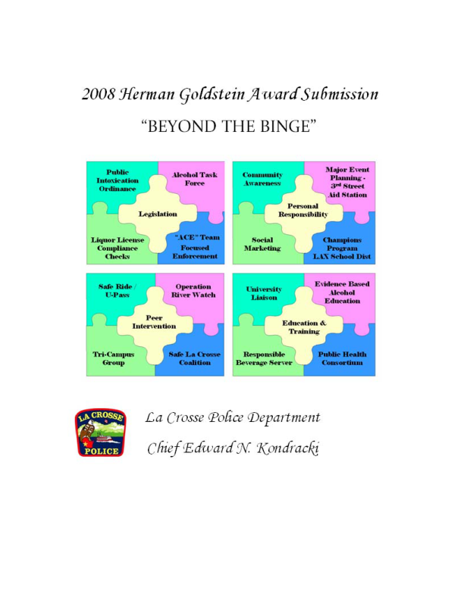 2008 Herman Goldstein Award Submission
“BEYOND THE BINGE”
Public
Intoxication
Ordinance
Alcohol Task
Force
Legislation
Liquor License
Compliance
Checks
"ACE" Team
Focused
Enforcement
Community
Awareness
Major Event
Planning -
3rd Street
Aid Station
Personal
Responsibility
Social
Marketing
Champions
Program
LAX School Dist
Safe Ride /
U-Pass
Operation
River Watch
Peer
Intervention
Tri-Campus
Group
Safe La Crosse
Coalition
University
Liaison
Evidence Based
Alcohol
Education
Education &
Training
Responsible
Beverage Server
Public Health
Consortium
LA CROSSE
POLICE
La Crosse Police Department
Chief Edward N. Kondracki